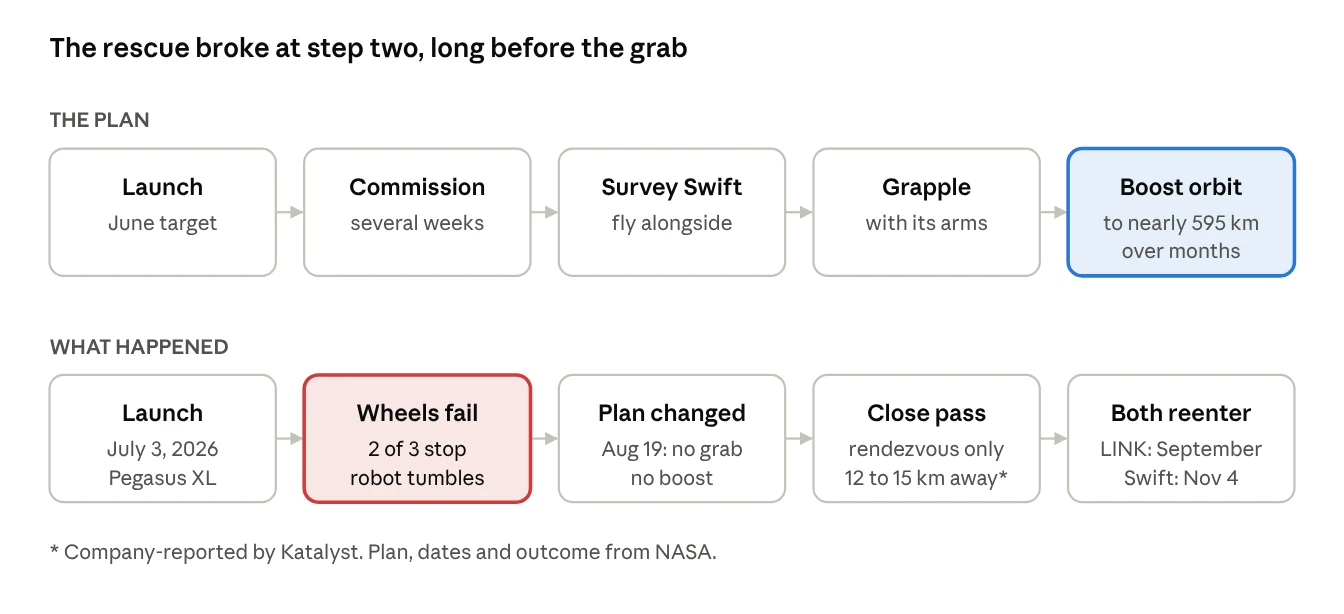 The rescue broke at step two, long before the grab
THE PLAN
Launch
June target
Commission
several weeks
Survey Swift
fly alongside
Grapple
with its arms
Boost orbit
to nearly 595 km
over months
WHAT HAPPENED
Launch
July 3, 2026
Pegasus XL
Wheels fail
2 of 3 stop
robot tumbles
Plan changed
Aug 19: no grab
no boost
Close pass
rendezvous only
12 to 15 km away*
Both reenter
LINK: September
Swift: Nov 4
* Company-reported by Katalyst. Plan, dates and outcome from NASA.